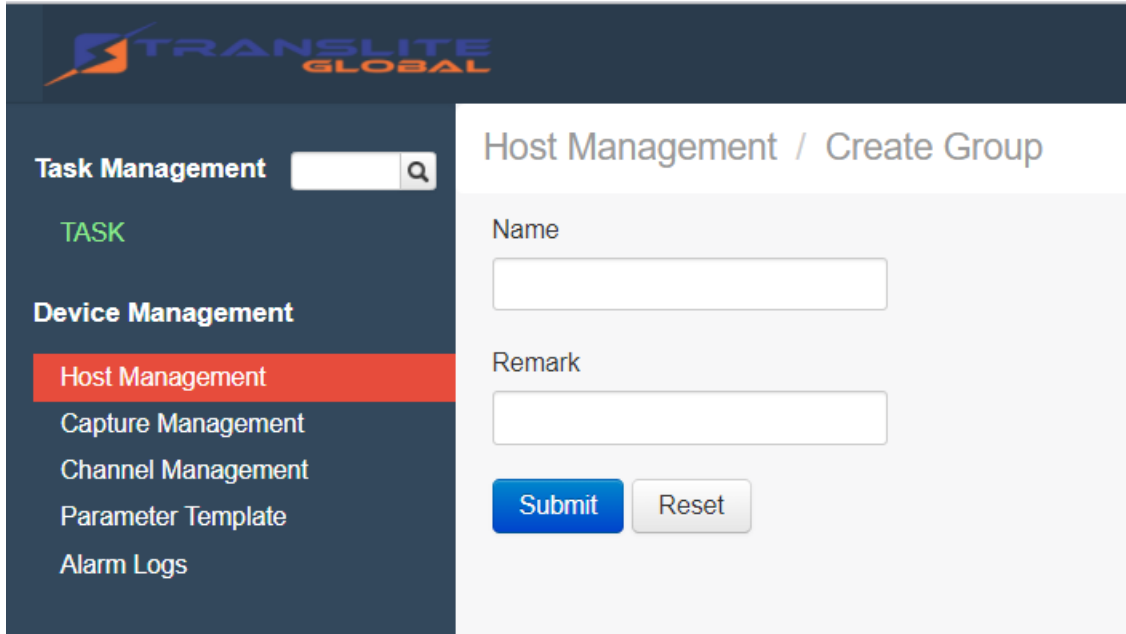 TRANSLITE
GLOBAL
Task Management
TASK
Device Management
Host Management
Capture Management
Channel Management
Parameter Template
Alarm Logs
Host Management / Create Group
Name
Remark
Submit
Reset